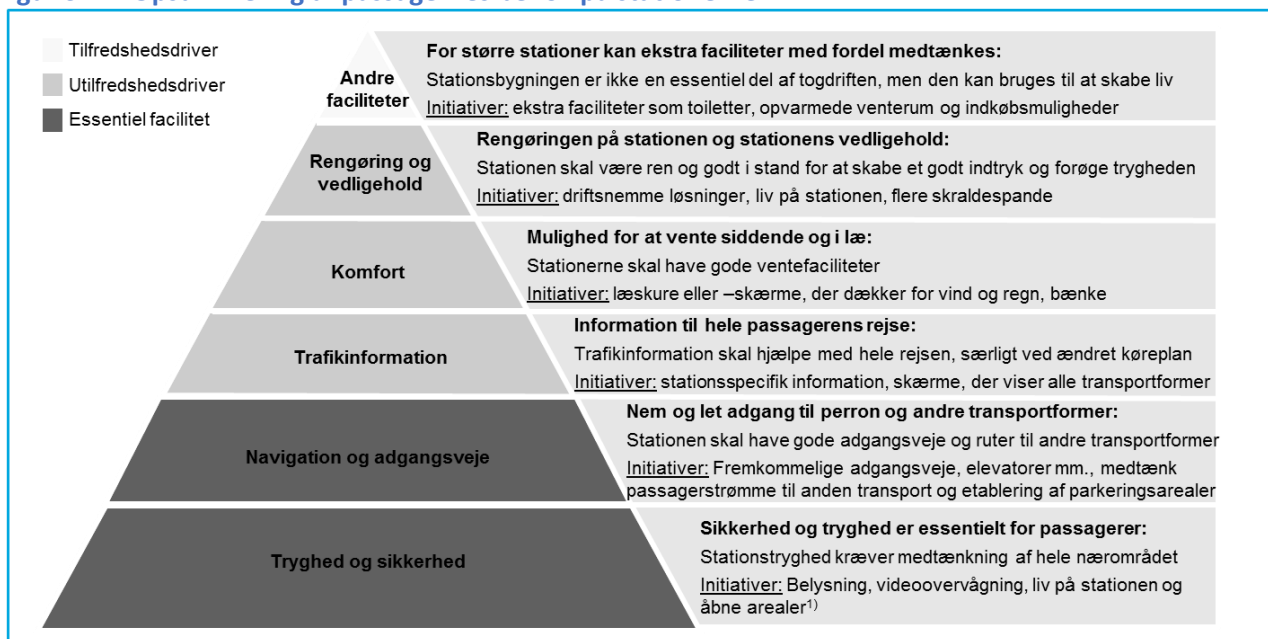 Tilfredshedsdriver
Utilfredshedsdriver
Essentiel facilitet
Andre
faciliteter
For større stationer kan ekstra faciliteter med fordel medtænkes:
Stationsbygningen er ikke en essentiel del af togdriften, men den kan bruges til at skabe liv
Initiativer: ekstra faciliteter som toiletter, opvarmede venterum og indkøbsmuligheder
Rengøring og
vedligehold
Rengøringen på stationen og stationens vedligehold:
Stationen skal være ren og godt i stand for at skabe et godt indtryk og forøge trygheden
Initiativer: driftsnemme løsninger, liv på stationen, flere skraldespande
Komfort
Mulighed for at vente siddende og i læ:
Stationerne skal have gode ventefaciliteter
Initiativer: læskure eller –skærme, der dækker for vind og regn, bænke
Trafikinformation
Information til hele passagerens rejse:
Trafikinformation skal hjælpe med hele rejsen, særligt ved ændret køreplan
Initiativer: stationsspecifik information, skærme, der viser alle transportformer
Navigation og adgangsveje
Nem og let adgang til perron og andre transportformer:
Stationen skal have gode adgangsveje og ruter til andre transportformer
Initiativer: Fremkommelige adgangsveje, elevatorer mm., medtænk
passagerstrømme til anden transport og etablering af parkeringsarealer
Tryghed og sikkerhed
Sikkerhed og tryghed er essentielt for passagerer:
Stationstryghed kræver medtænkning af hele nærområdet
Initiativer: Belysning, videoovervågning, liv på stationen og
åbne arealer1)